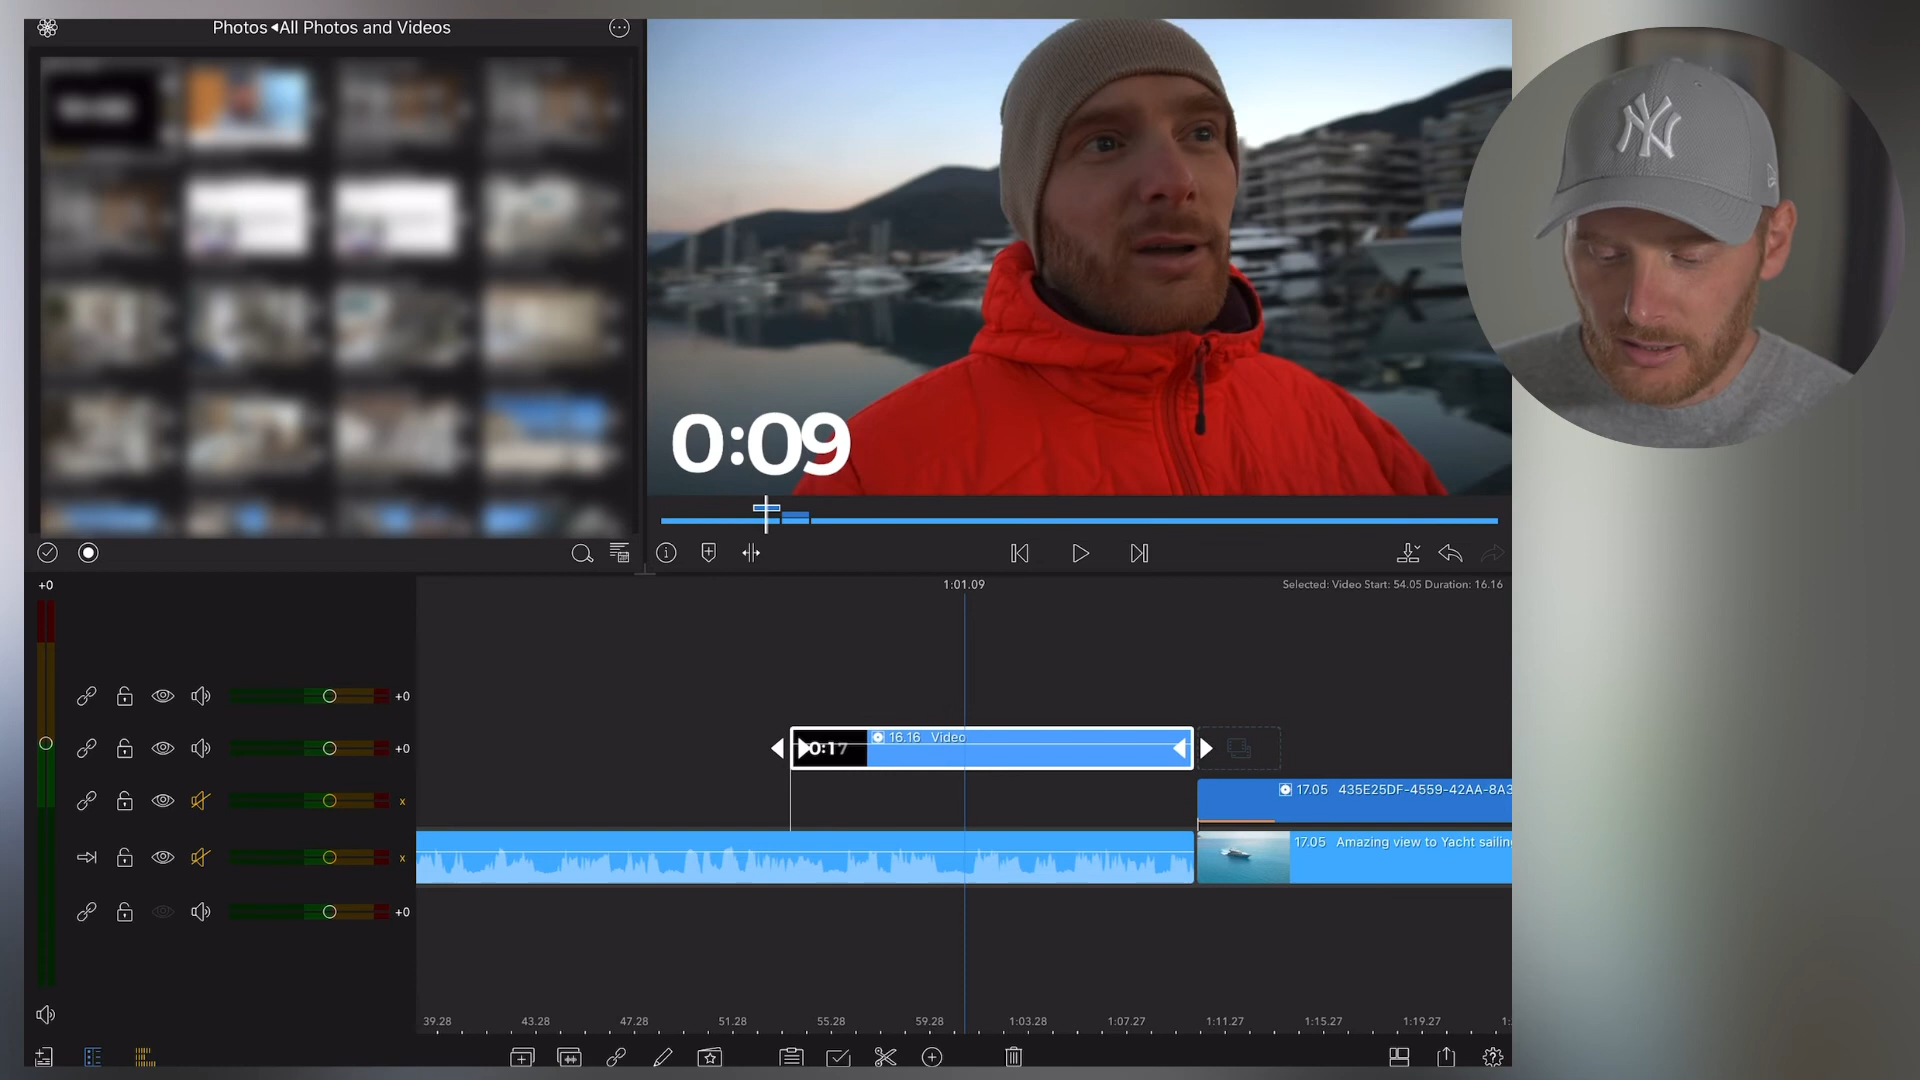 Photos ◂All Photos and Videos
NY
0:09
+0
1:01.09
Selected: Video Start: 54.05 Duration: 16.16
+0
0:17
16.16 Video
+0
17.05 435E25DF-4559-42AA-8A3
x
17.05 Amazing view to Yacht sailin
x
+0
39.28
43.28
47.28
51.28
55.28
59.28
1:03.28
1:07.27
1:11.27
1:15.27
1:19.27